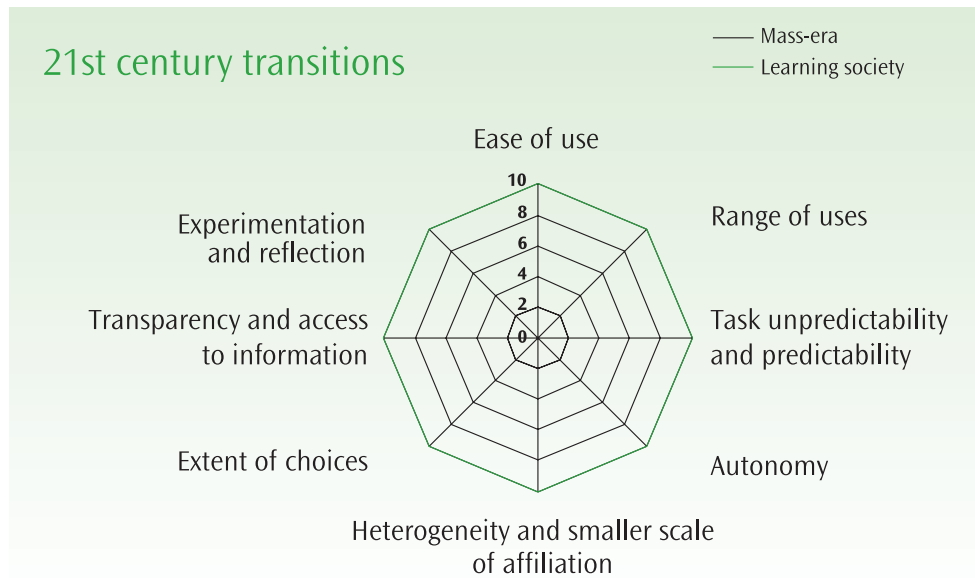 21st century transitions
Mass-era
Learning society
Ease of use
10
8
6
4
2
0
Range of uses
Task unpredictability
and predictability
Autonomy
Heterogeneity and smaller scale
of affiliation
Extent of choices
Transparency and access
to information
Experimentation
and reflection